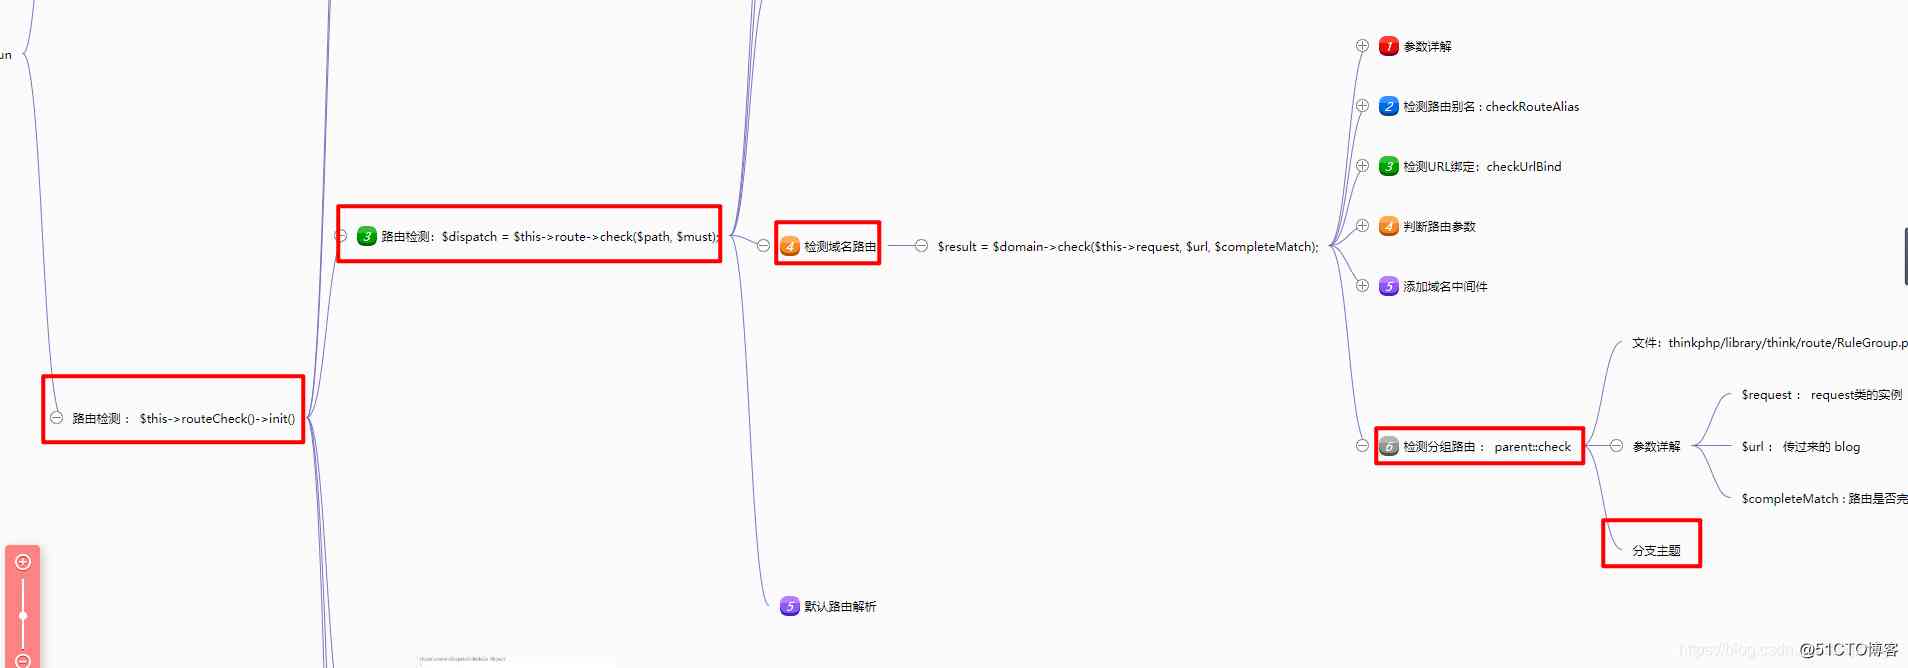 un
路由检测： $this->routeCheck()->init()
3 路由检测：$dispatch = $this->route->check($path, $must);
4 检测域名路由
$result = $domain->check($this->request, $url, $completeMatch);
5 默认路由解析
1 参数详解
2 检测路由别名 : checkRouteAlias
3 检测URL绑定：checkUrlBind
4 判断路由参数
5 添加域名中间件
6 检测分组路由： parent::check
文件：thinkphp/library/think/route/RuleGroup.p
参数详解
$request： request类的实例
$url： 传过来的 blog
$completeMatch : 路由是否完
分支主题
https://blog.csdn.
@51CTO博客